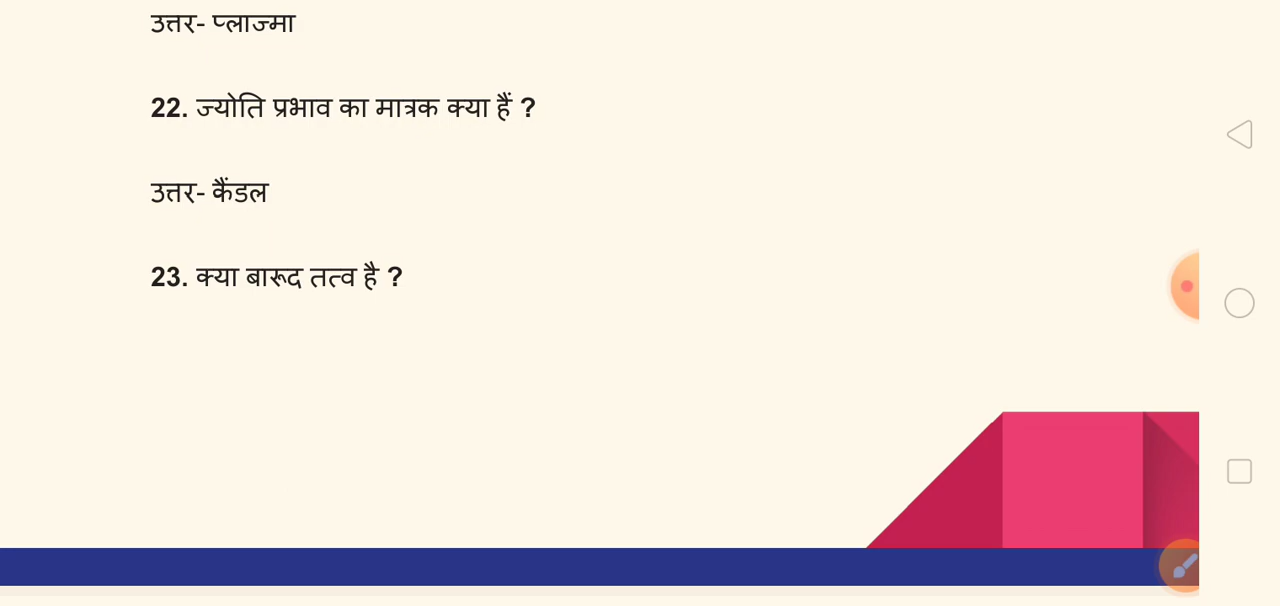 उत्तर- प्लाज्मा
22. ज्योति प्रभाव का मात्रक क्या हैं ?
उत्तर- कैंडल
23. क्या बारूद तत्व है ?